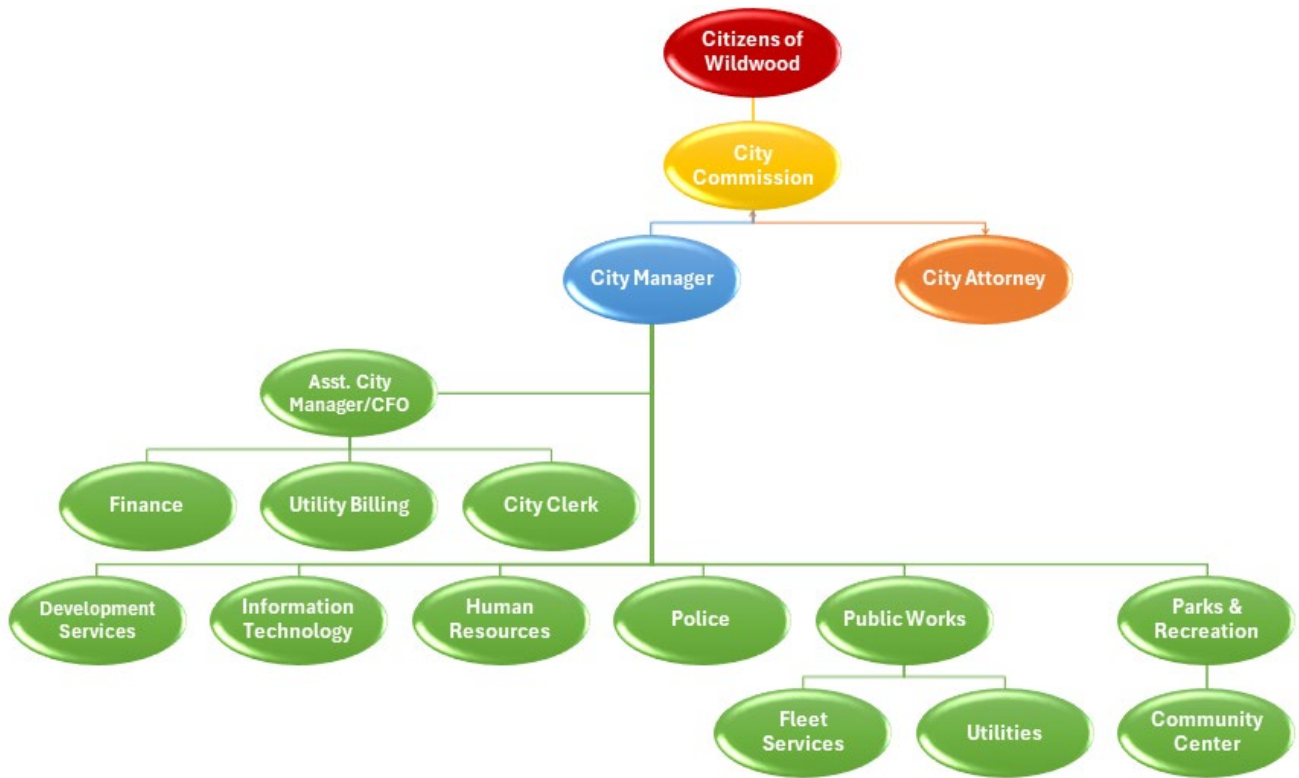 Citizens of
Wildwood
City
Commission
City Manager
City Attorney
Asst. City
Manager/CFO
Finance
Utility Billing
City Clerk
Development
Services
Information
Technology
Human
Resources
Police
Public Works
Parks &
Recreation
Fleet
Services
Utilities
Community
Center